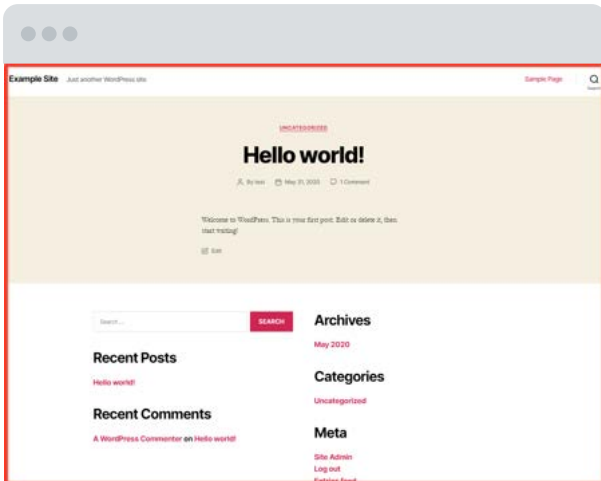 Example Site Just another WordPress site
Sample Page
Search
UNCATEGORIZED
Hello world!
By test May 31, 2020 1 Comment
Welcome to WordPress. This is your first post. Edit or delete it, then
start writing!
Edit
Search …
SEARCH
Recent Posts
Hello world!
Recent Comments
A WordPress Commenter on Hello world!
Archives
May 2020
Categories
Uncategorized
Meta
Site Admin
Log out
Entries feed